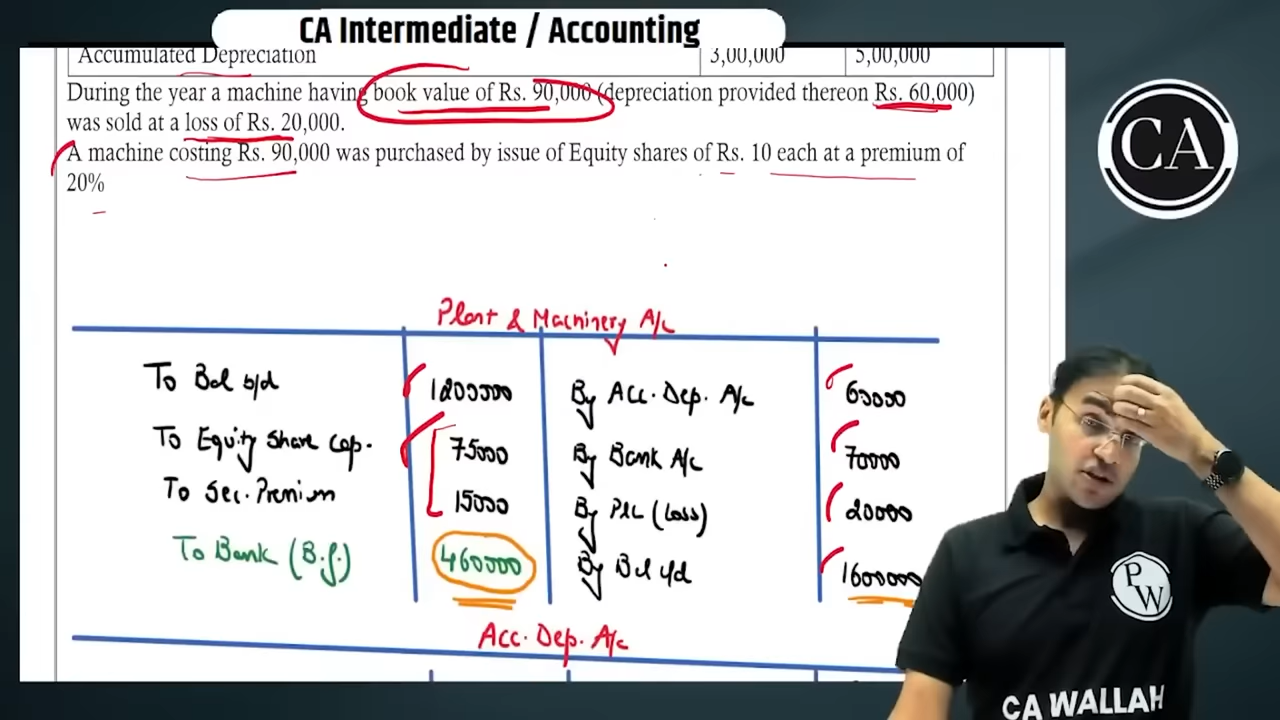 CA Intermediate / Accounting
Accumulated Depreciation 3,00,000 5,00,000
During the year a machine having book value of Rs. 90,000 (depreciation provided thereon Rs. 60,000)
was sold at a loss of Rs. 20,000.
A machine costing Rs. 90,000 was purchased by issue of Equity shares of Rs. 10 each at a premium of
20%
CA
Plant & Machinery A/c
To Bal b/d 1200000 By Acc. Dep. A/c 60000
To Equity Share Cap. 75000 By Bank A/c 70000
To Sec. Premium 15000 By P&L (Loss) 20000
To Bank (B.f.) 460000 By Bal c/d 1600000
Acc. Dep. A/c
PW
CA WALLAH